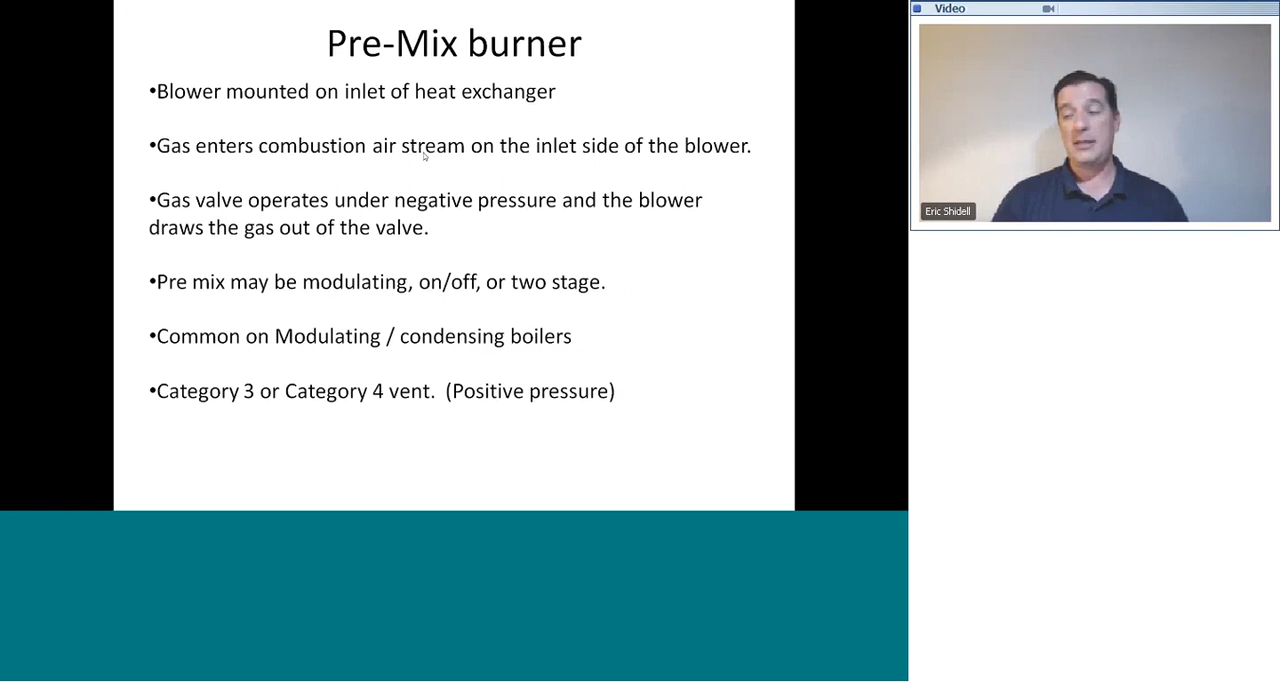 Pre-Mix burner
•Blower mounted on inlet of heat exchanger
•Gas enters combustion air stream on the inlet side of the blower.
•Gas valve operates under negative pressure and the blower
draws the gas out of the valve.
•Pre mix may be modulating, on/off, or two stage.
•Common on Modulating / condensing boilers
•Category 3 or Category 4 vent.  (Positive pressure)
Video
Eric Shidell